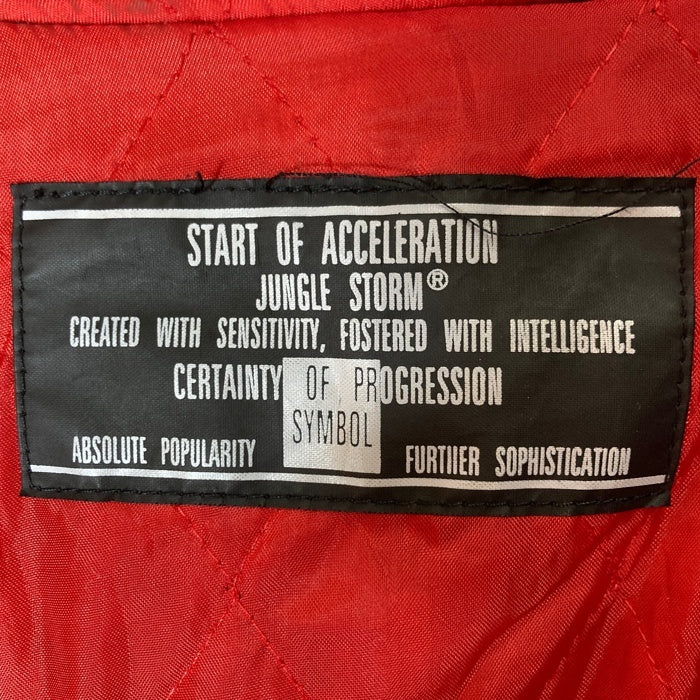 START OF ACCELERATION
JUNGLE STORM®
CREATED WITH SENSITIVITY, FOSTERED WITH INTELLIGENCE
CERTAINTY OF PROGRESSION
SYMBOL
ABSOLUTE POPULARITY FURTIIER SOPHISTICATION